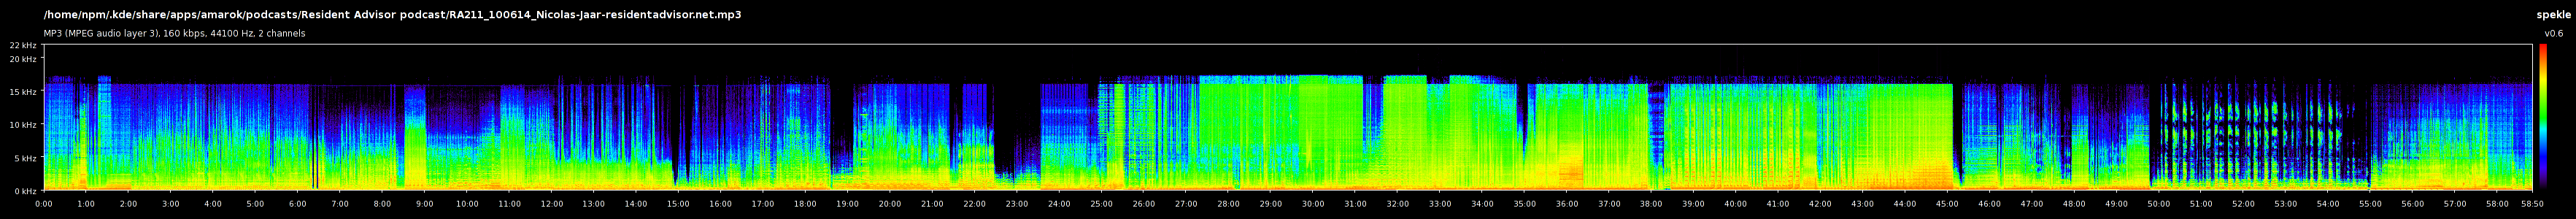 /home/npm/.kde/share/apps/amarok/podcasts/Resident Advisor podcast/RA211_100614_Nicolas-Jaar-residentadvisor.net.mp3
spekle
MP3 (MPEG audio layer 3), 160 kbps, 44100 Hz, 2 channels
v0.6
22 kHz
20 kHz
15 kHz
10 kHz
5 kHz
0 kHz
0:00 1:00 2:00 3:00 4:00 5:00 6:00 7:00 8:00 9:00 10:00 11:00 12:00 13:00 14:00 15:00 16:00 17:00 18:00 19:00 20:00 21:00 22:00 23:00 24:00 25:00 26:00 27:00 28:00 29:00 30:00 31:00 32:00 33:00 34:00 35:00 36:00 37:00 38:00 39:00 40:00 41:00 42:00 43:00 44:00 45:00 46:00 47:00 48:00 49:00 50:00 51:00 52:00 53:00 54:00 55:00 56:00 57:00 58:00 58:50